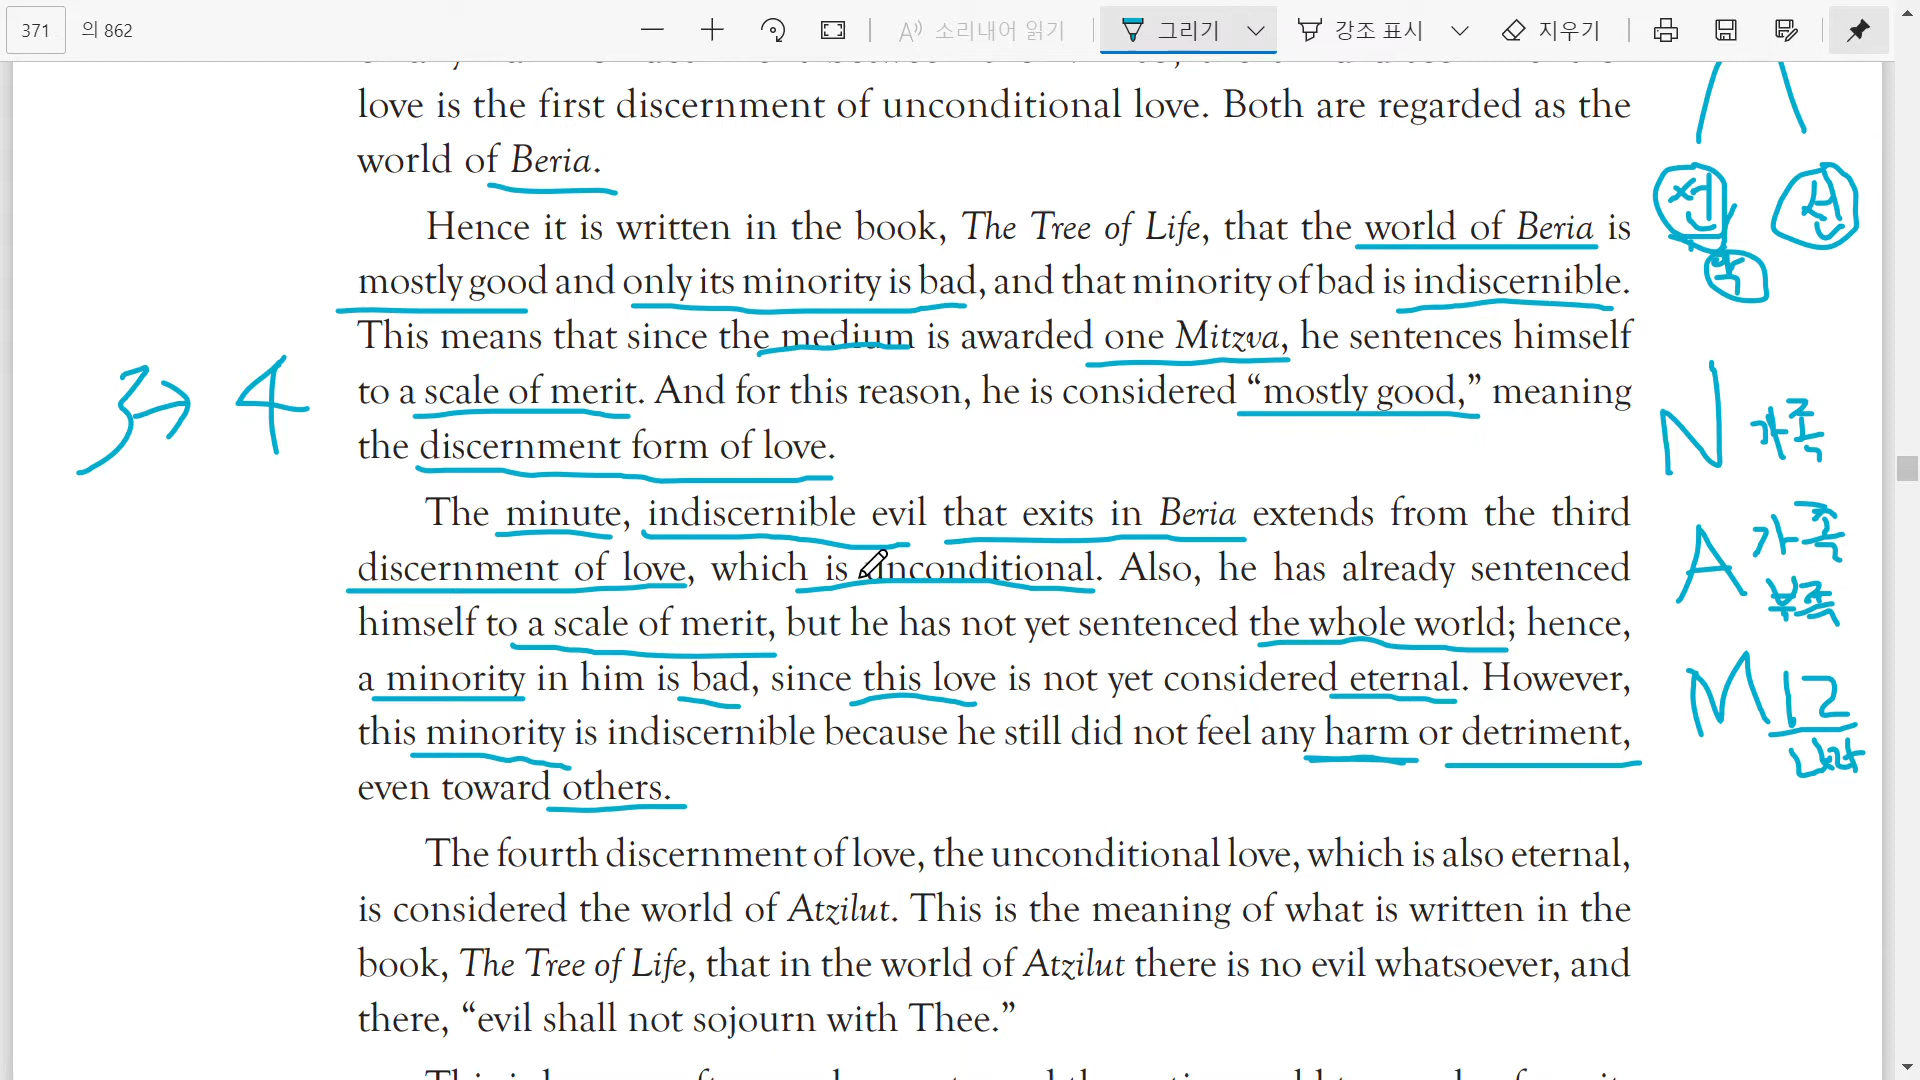 371 의 862 소리내어 읽기 그리기 강조 표시 지우기
love is the first discernment of unconditional love. Both are regarded as the
world of Beria.
Hence it is written in the book, The Tree of Life, that the world of Beria is
mostly good and only its minority is bad, and that minority of bad is indiscernible.
This means that since the medium is awarded one Mitzva, he sentences himself
to a scale of merit. And for this reason, he is considered “mostly good,” meaning
the discernment form of love.
The minute, indiscernible evil that exits in Beria extends from the third
discernment of love, which is unconditional. Also, he has already sentenced
himself to a scale of merit, but he has not yet sentenced the whole world; hence,
a minority in him is bad, since this love is not yet considered eternal. However,
this minority is indiscernible because he still did not feel any harm or detriment,
even toward others.
The fourth discernment of love, the unconditional love, which is also eternal,
is considered the world of Atzilut. This is the meaning of what is written in the
book, The Tree of Life, that in the world of Atzilut there is no evil whatsoever, and
there, “evil shall not sojourn with Thee.”
3→4
선
악
N 가족
A 가족
부족
M 12